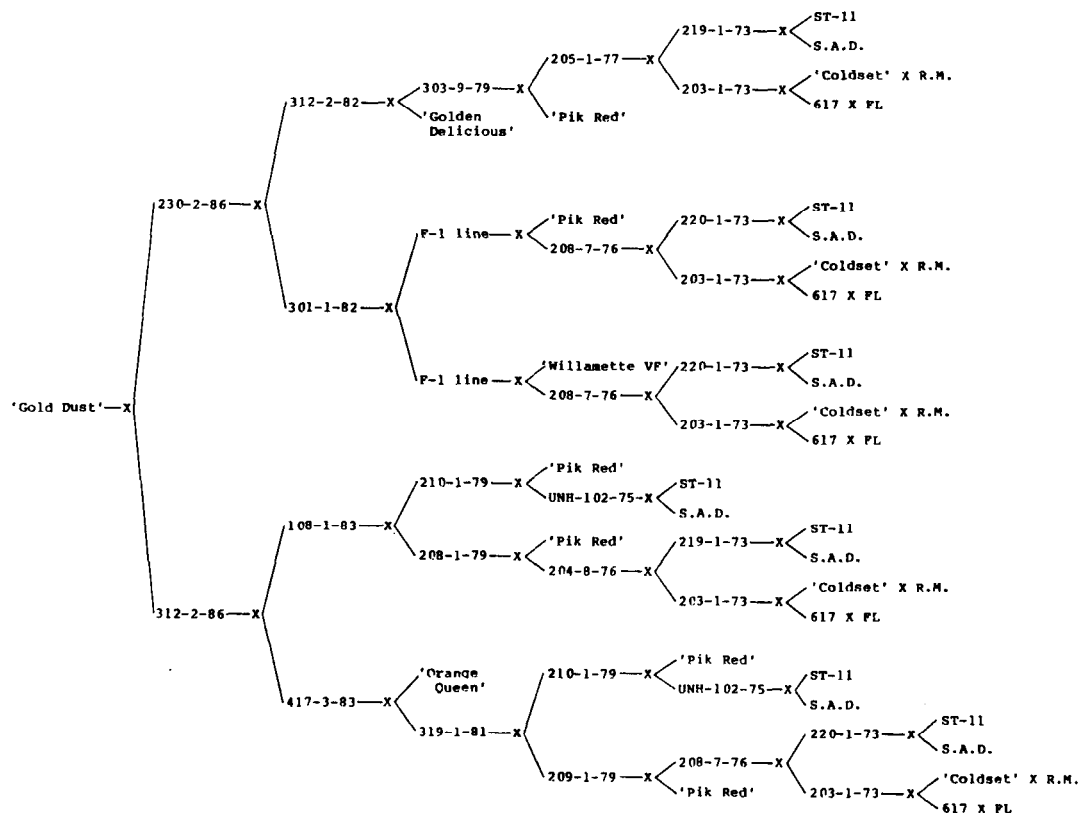 ST-11
219-1-73—X
S.A.D.
205-1-77—X
'Coldset' X R.M.
303-9-79—X
203-1-73—X
617 X FL
312-2-82—X
'Golden
Delicious'
'Pik Red'
230-2-86—X
ST-11
'Pik Red'
220-1-73—X
S.A.D.
F-1 line—X
208-7-76—X
'Coldset' X R.M.
203-1-73—X
617 X FL
301-1-82—X
ST-11
'Willamette VF'
220-1-73—X
S.A.D.
F-1 line—X
208-7-76—X
'Coldset' X R.M.
203-1-73—X
617 X FL
'Gold Dust'—X
'Pik Red'
210-1-79—X
ST-11
UNH-102-75—X
S.A.D.
108-1-83—X
'Pik Red'
219-1-73—X
ST-11
S.A.D.
208-1-79—X
204-8-76—X
'Coldset' X R.M.
203-1-73—X
617 X FL
312-2-86—X
'Orange
Queen'
'Pik Red'
210-1-79—X
ST-11
UNH-102-75—X
S.A.D.
417-3-83—X
319-1-81—X
ST-11
220-1-73—X
S.A.D.
208-7-76—X
209-1-79—X
'Coldset' X R.M.
'Pik Red'
203-1-73—X
617 X FL